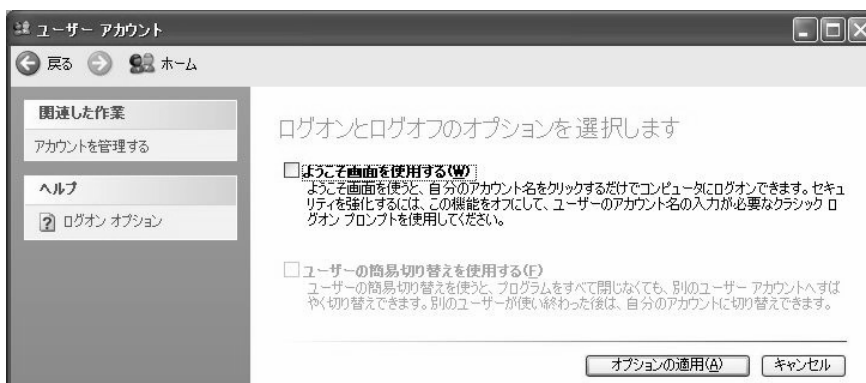 ユーザー アカウント
戻る ホーム
関連した作業
アカウントを管理する
ヘルプ
ログオン オプション
ログオンとログオフのオプションを選択します
ようこそ画面を使用する(W)
ようこそ画面を使うと、自分のアカウント名をクリックするだけでコンピュータにログオンできます。セキュ
リティを強化するには、この機能をオフにして、ユーザーのアカウント名の入力が必要なクラシック ロ
グオン プロンプトを使用してください。
ユーザーの簡易切り替えを使用する(F)
ユーザーの簡易切り替えを使うと、プログラムをすべて閉じなくても、別のユーザー アカウントへすば
やく切り替えできます。別のユーザーが使い終わった後は、自分のアカウントに切り替えできます。
オプションの適用(A) キャンセル